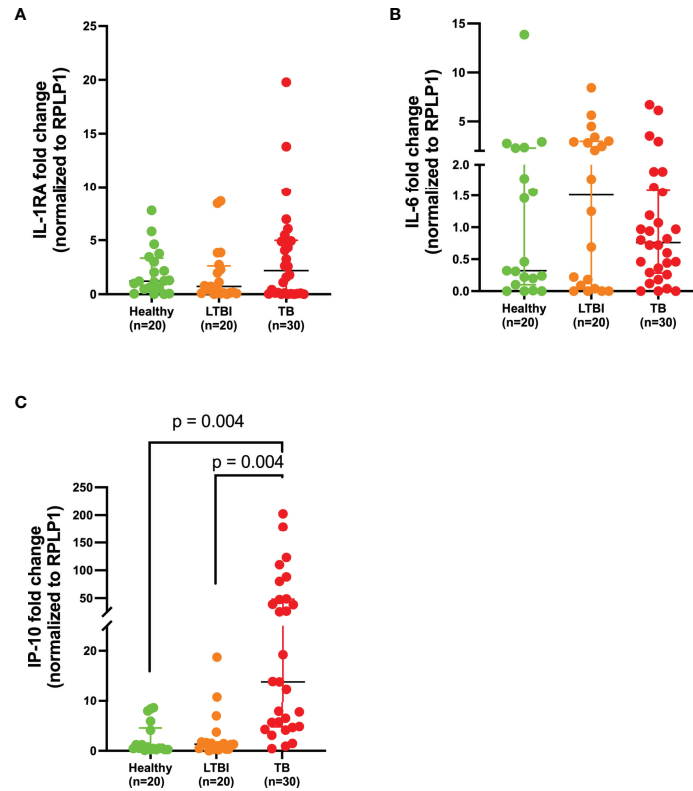 A
IL-1RA fold change
(normalized to RPLP1)
25
20
15
10
5
0
Healthy
(n=20)
LTBI
(n=20)
TB
(n=30)
B
IL-6 fold change
(normalized to RPLP1)
15
10
5
2.0
1.5
1.0
0.5
0.0
Healthy
(n=20)
LTBI
(n=20)
TB
(n=30)
C
p = 0.004
p = 0.004
IP-10 fold change
(normalized to RPLP1)
250
200
150
100
50
20
10
0
Healthy
(n=20)
LTBI
(n=20)
TB
(n=30)